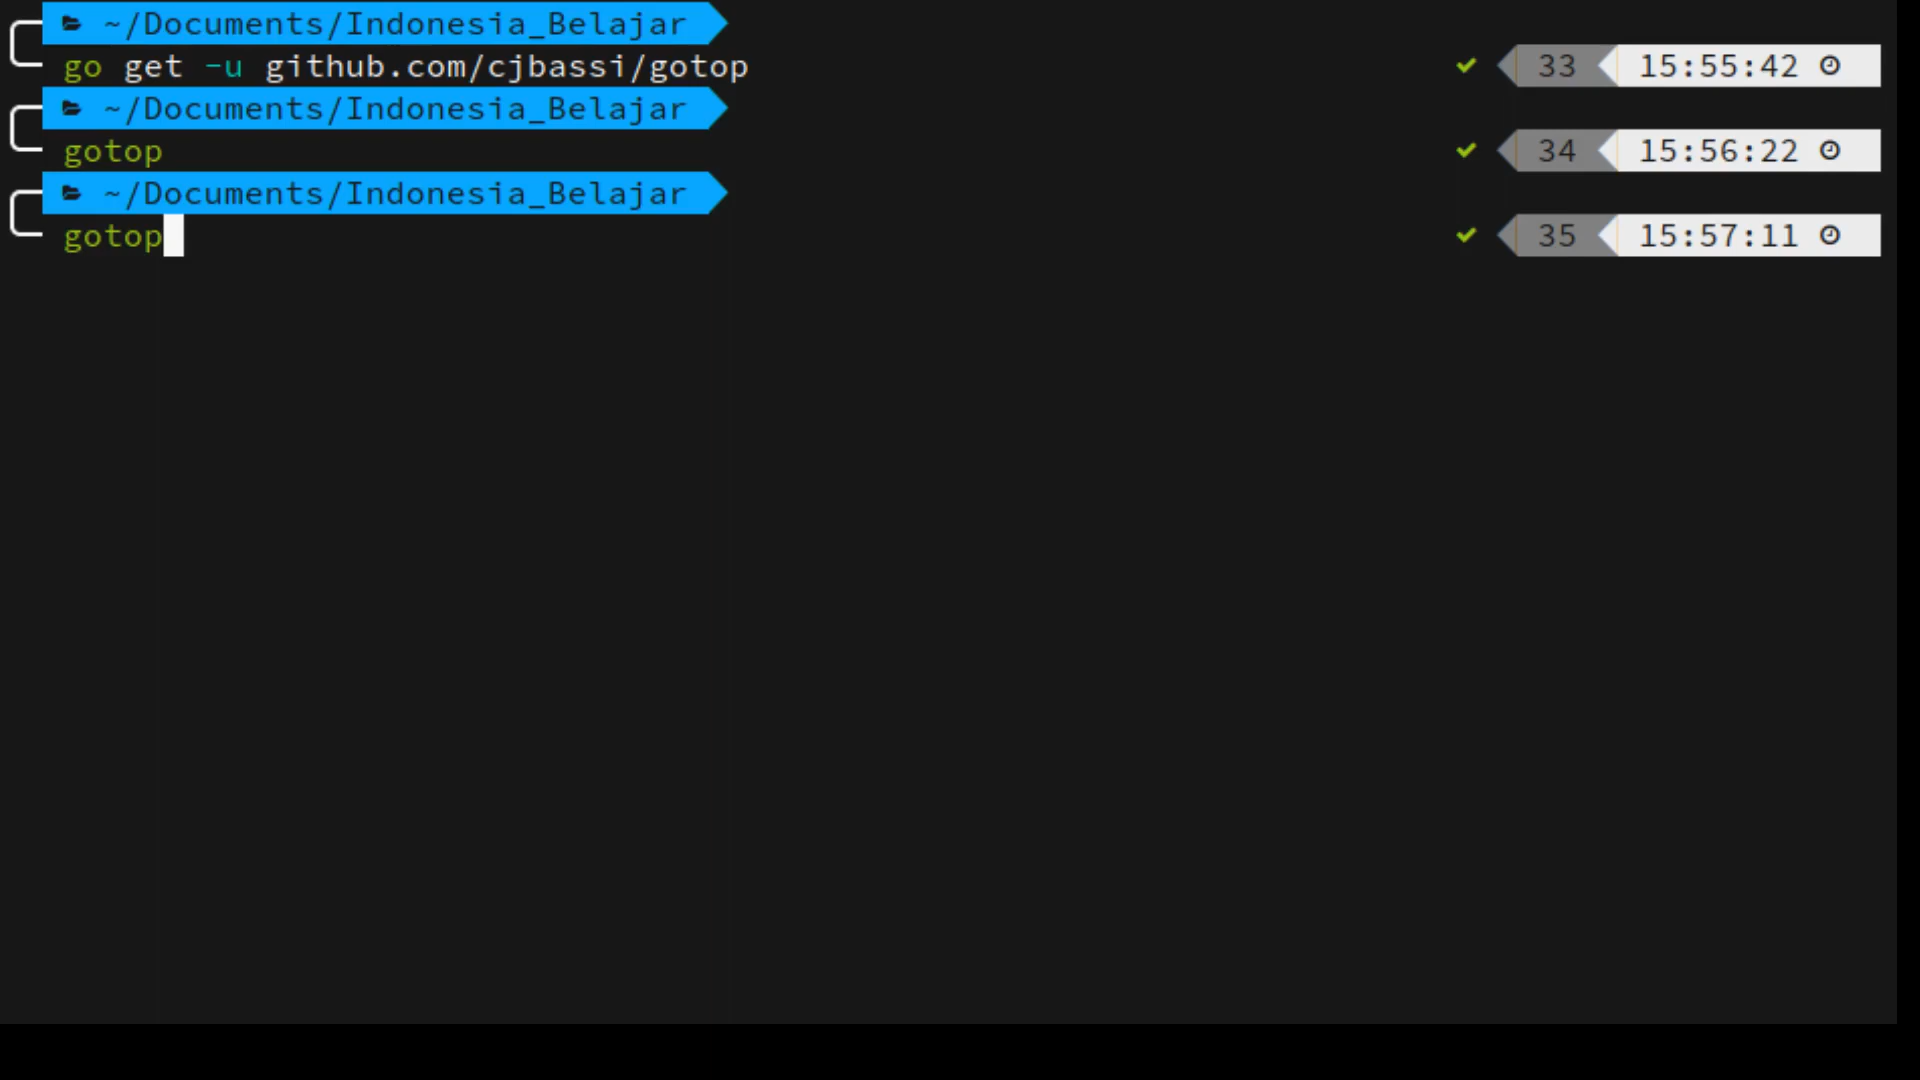 ~/Documents/Indonesia_Belajar
go get -u github.com/cjbassi/gotop 33 15:55:42
~/Documents/Indonesia_Belajar
gotop 34 15:56:22
~/Documents/Indonesia_Belajar
gotop 35 15:57:11